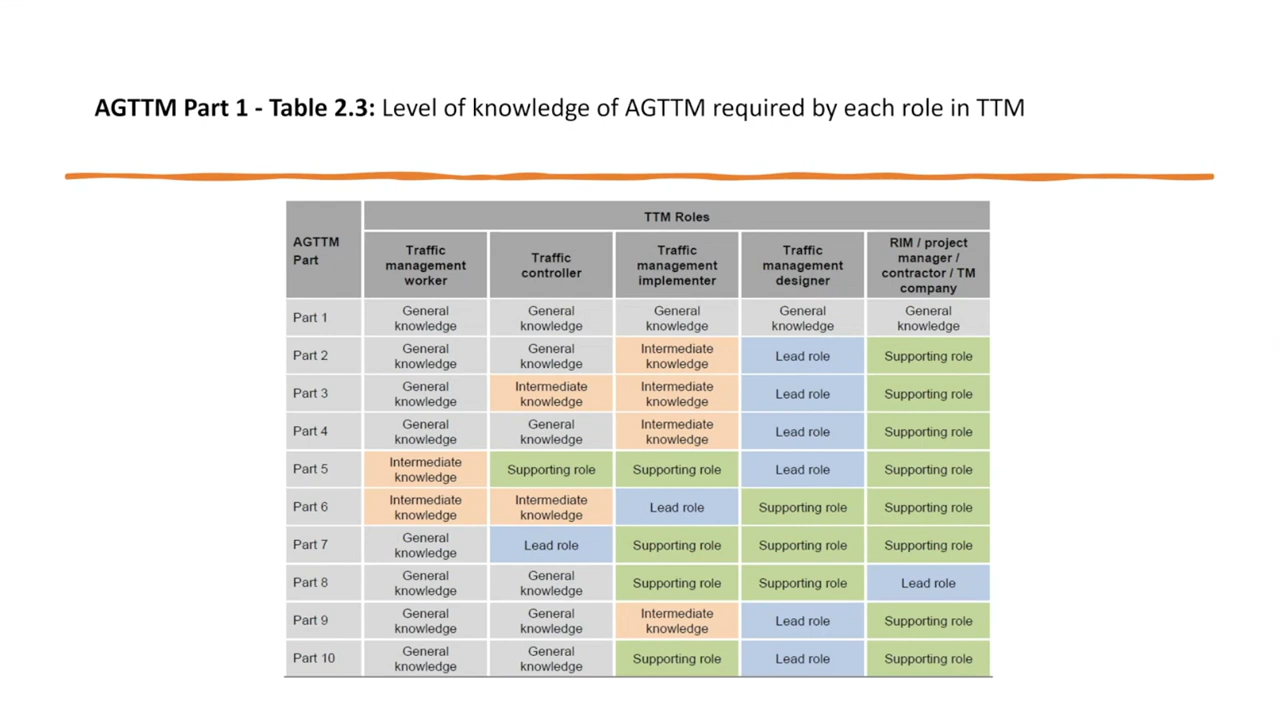 AGTTM Part 1 - Table 2.3: Level of knowledge of AGTTM required by each role in TTM
AGTTM Part
TTM Roles
Traffic management worker
Traffic controller
Traffic management implementer
Traffic management designer
RIM / project manager / contractor / TM company
Part 1
General knowledge
General knowledge
General knowledge
General knowledge
General knowledge
Part 2
General knowledge
General knowledge
Intermediate knowledge
Lead role
Supporting role
Part 3
General knowledge
Intermediate knowledge
Intermediate knowledge
Lead role
Supporting role
Part 4
General knowledge
General knowledge
Intermediate knowledge
Lead role
Supporting role
Part 5
Intermediate knowledge
Supporting role
Supporting role
Lead role
Supporting role
Part 6
Intermediate knowledge
Intermediate knowledge
Lead role
Supporting role
Supporting role
Part 7
General knowledge
Lead role
Supporting role
Supporting role
Supporting role
Part 8
General knowledge
General knowledge
Supporting role
Supporting role
Lead role
Part 9
General knowledge
General knowledge
Intermediate knowledge
Lead role
Supporting role
Part 10
General knowledge
General knowledge
Supporting role
Lead role
Supporting role